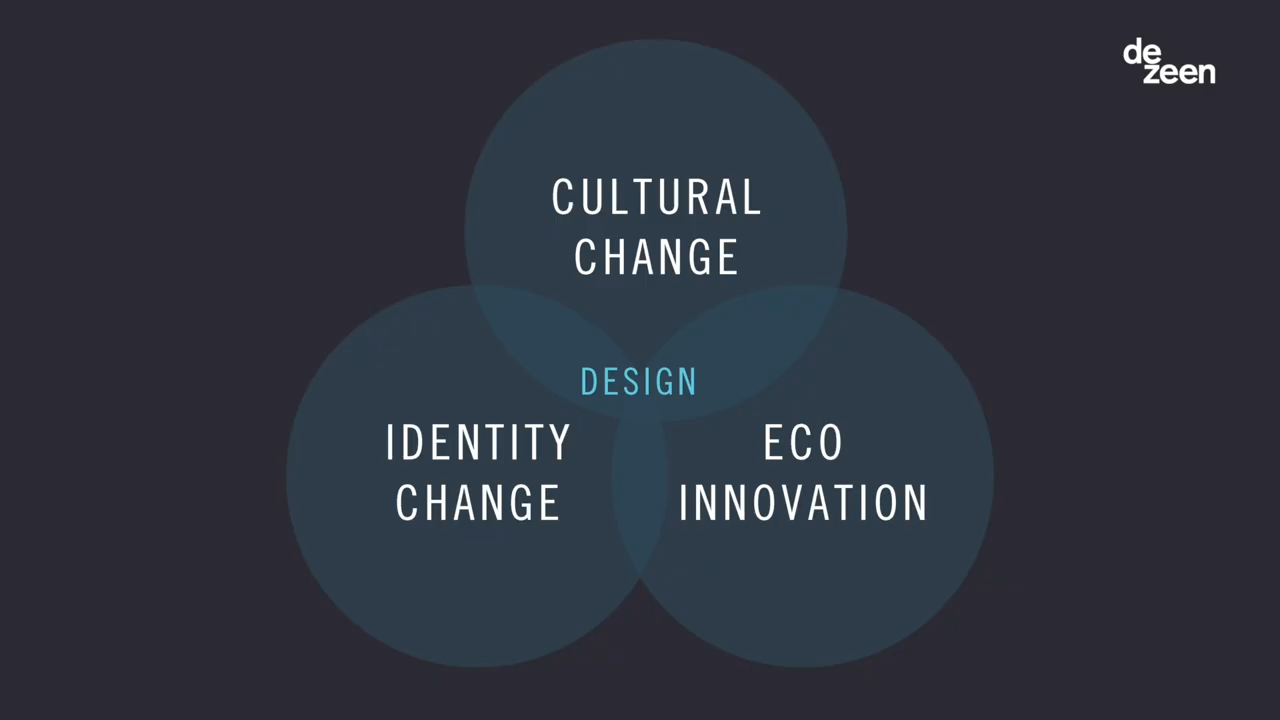 de
zeen
CULTURAL
CHANGE
DESIGN
IDENTITY
CHANGE
ECO
INNOVATION